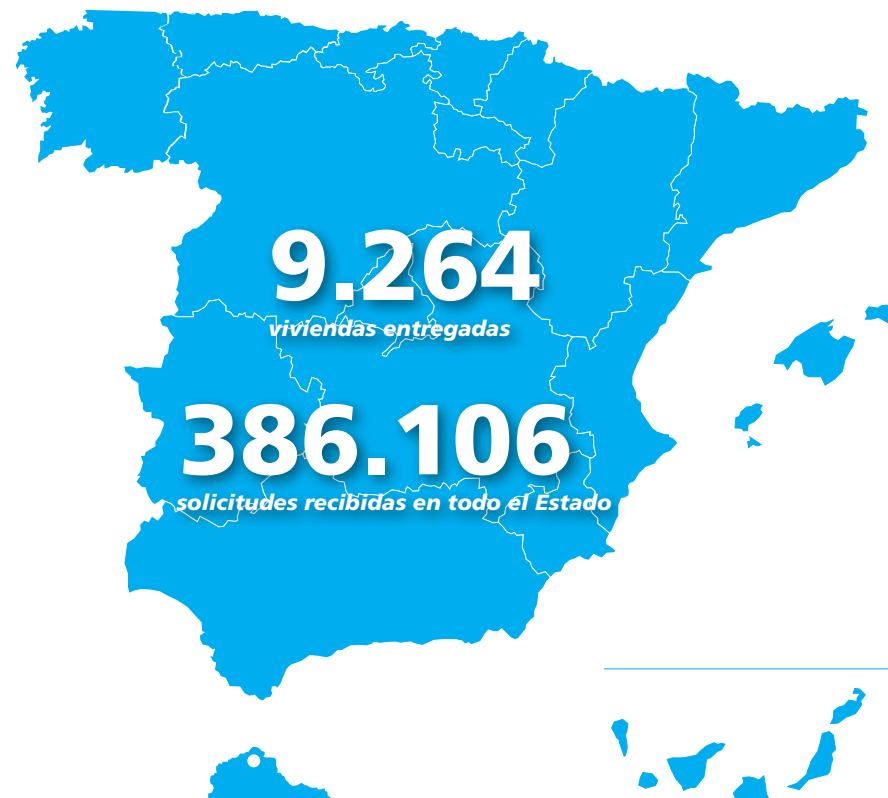 9.264
viviendas entregadas
386.106
solicitudes recibidas en todo el Estado